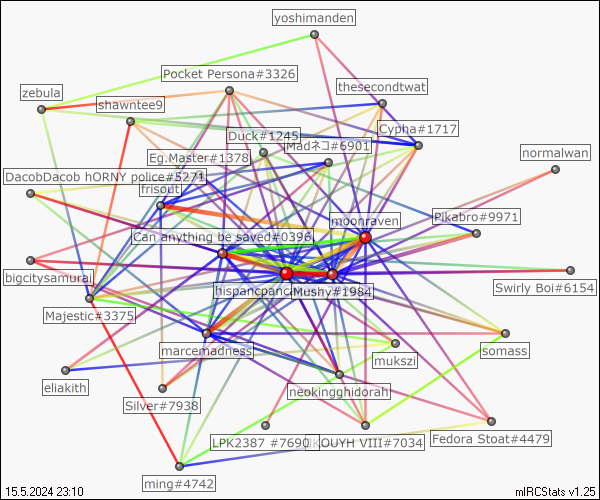 yoshimanden
Pocket Persona#3326
thesecondtwat
zebula
shawntee9
Cypha#1717
Duck#1245
Madネコ#6901
Eg.Master#1378
normalwan
DacobDacob hORNY police#5271
frisout
moonraven
Pikabro#9971
Can anything be saved#0396
bigcitysamurai
hispanpanc
Mushy#1984
Swirly Boi#6154
Majestic#3375
marcemadness
mukszi
somass
eliakith
neokingghidorah
Silver#7938
LPK2387 #7690
KOUYH VIII#7034
Fedora Stoat#4479
ming#4742
15.5.2024 23:10
mIRCStats v1.25